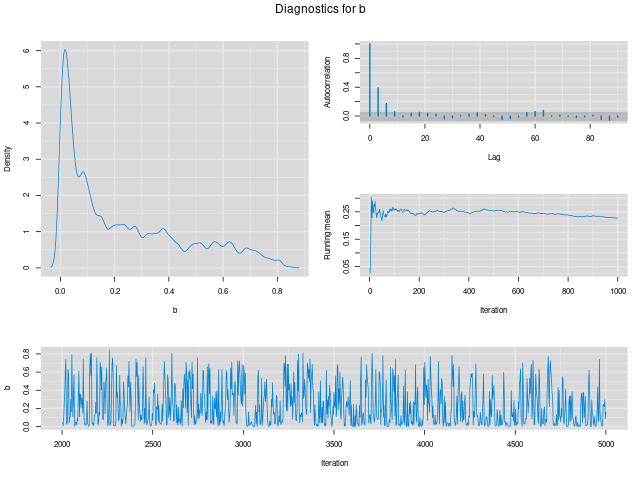 Diagnostics for b
Density
0 1 2 3 4 5 6
0.0 0.2 0.4 0.6 0.8
b
Autocorrelation
0.0 0.4 0.8
0 20 40 60 80
Lag
Running mean
0.05 0.15 0.25
0 200 400 600 800 1000
Iteration
b
0.0 0.2 0.4 0.6 0.8
2000 2500 3000 3500 4000 4500 5000
Iteration